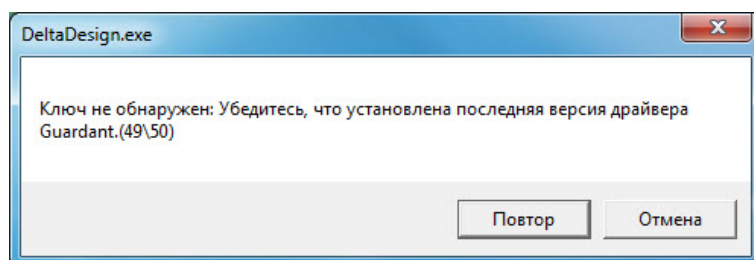 DeltaDesign.exe
Ключ не обнаружен: Убедитесь, что установлена последняя версия драйвера
Guardant.(49\50)
Повтор
Отмена